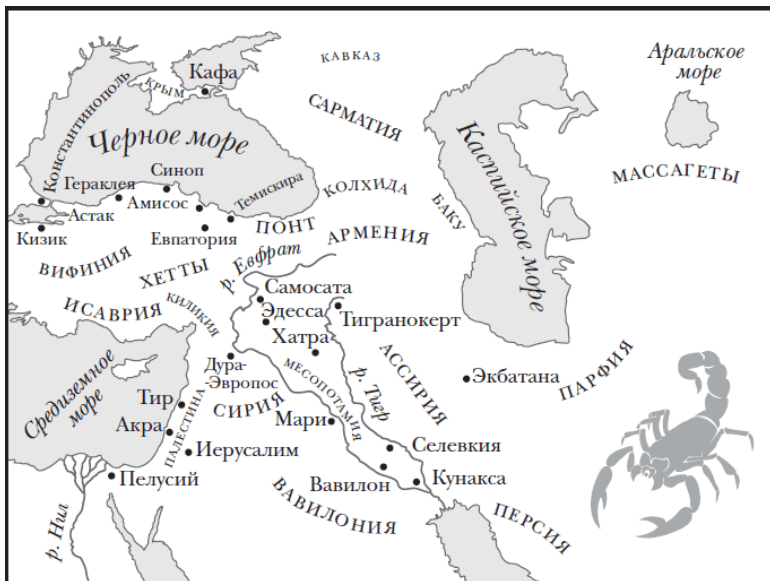 КАВКАЗ
Аральское
море
Кафа
КРЫМ
Константинополь
САРМАТИЯ
Черное море
Каспийское море
МАССАГЕТЫ
Синоп
Гераклея
Темискира
КОЛХИДА
БАКУ
Астак
Амисос
ПОНТ
АРМЕНИЯ
Кизик
Евпатория
ВИФИНИЯ
ХЕТТЫ
р. Евфрат
Самосата
ИСАВРИЯ
КИЛИКИЯ
Эдесса
Тигранокерт
Хатра
АССИРИЯ
ПАРФИЯ
Средиземное
море
Дура-
-Эвропос
МЕСОПОТАМИЯ
р. Тигр
Экбатана
Тир
СИРИЯ
Мари
Акра
ПАЛЕСТИНА
Иерусалим
Селевкия
Пелусий
Вавилон
Кунакса
р. Нил
ВАВИЛОНИЯ
ПЕРСИЯ